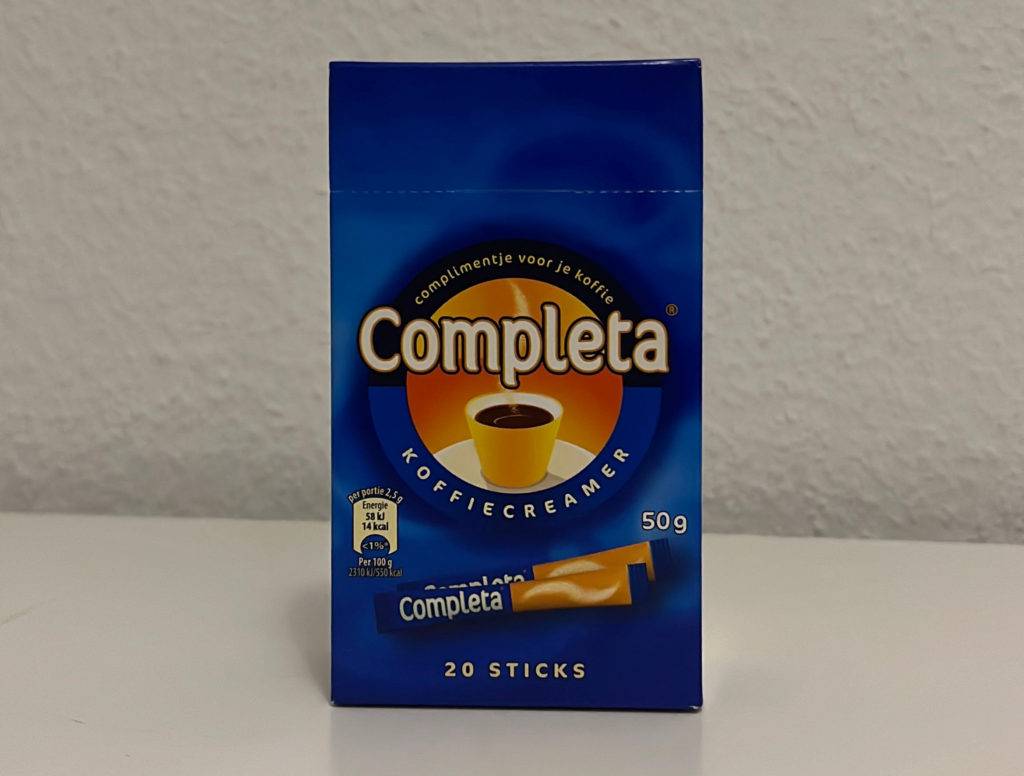 complimentje voor je koffie
Completa®
KOFFIECREAMER
per portie 2,5 g
Energie
58 kJ
14 kcal
<1%*
Per 100 g
2310 kJ/550 kcal
50g
Completa
Completa
20 STICKS